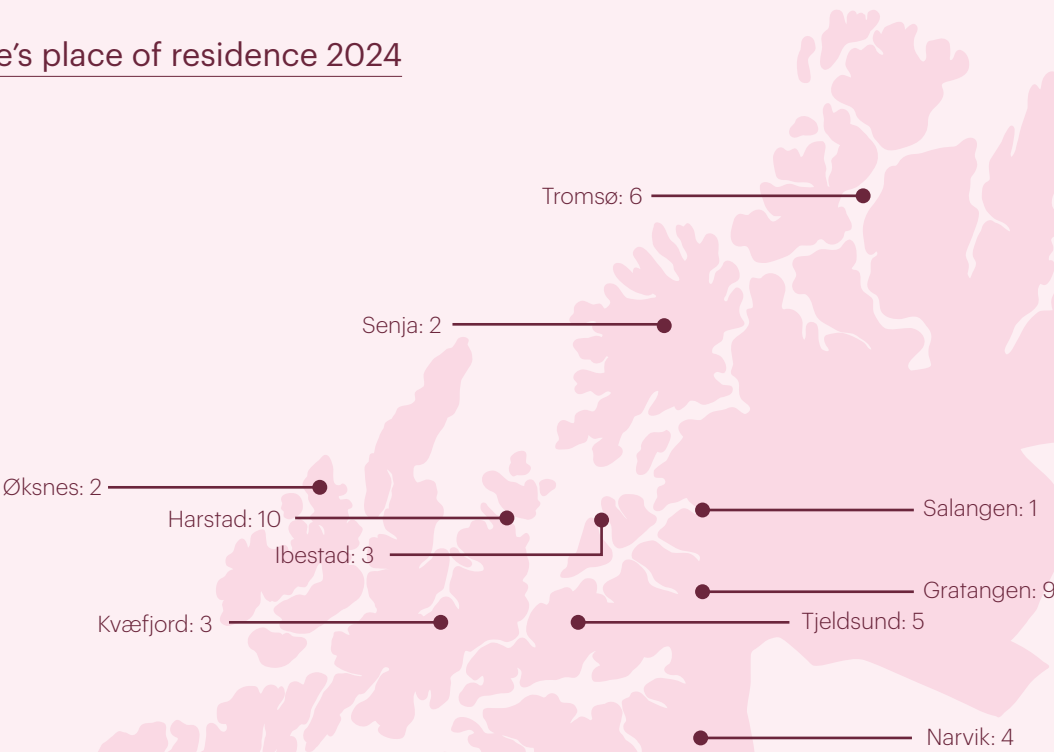 e's place of residence 2024
Tromsø: 6
Senja: 2
Øksnes: 2
Harstad: 10
Salangen: 1
Ibestad: 3
Gratangen: 9
Kvæfjord: 3
Tjeldsund: 5
Narvik: 4